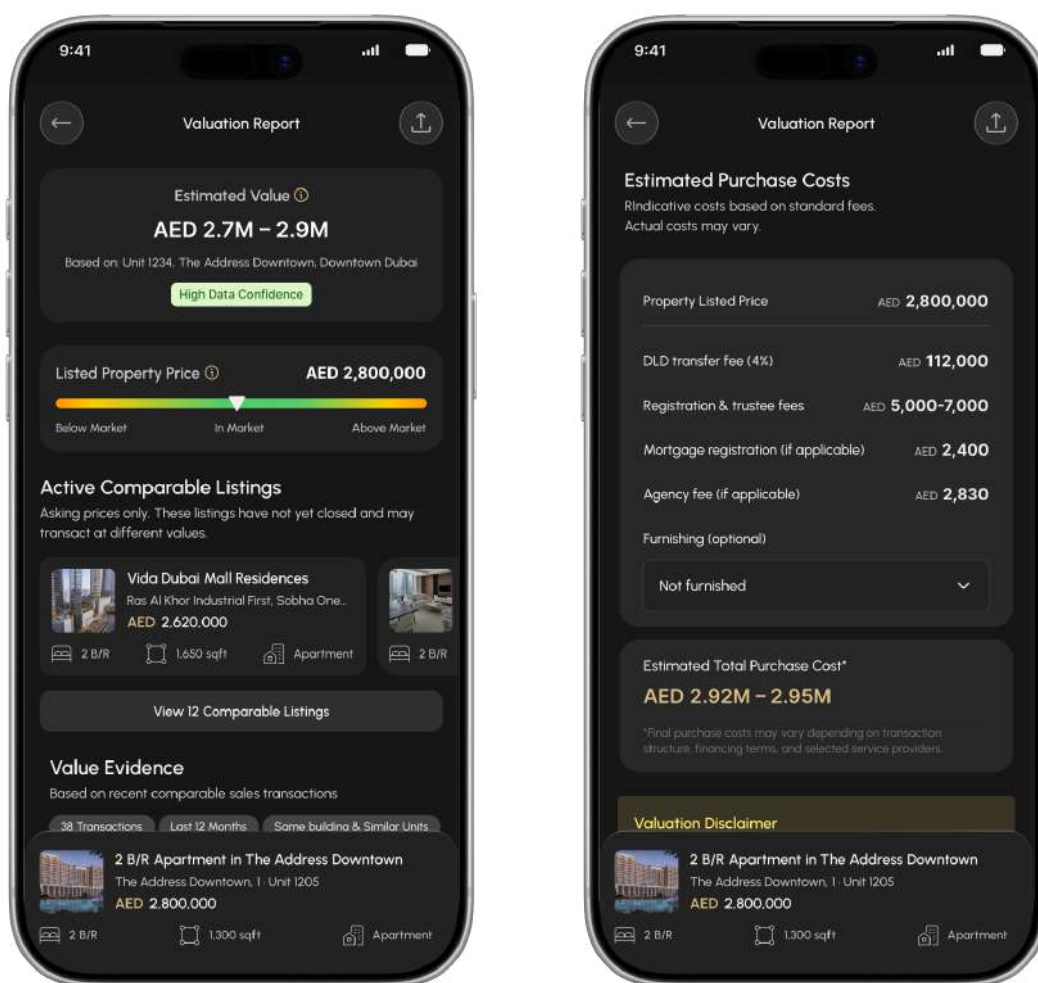 9:41
Valuation Report
Estimated Value
AED 2.7M – 2.9M
Based on: Unit 1234, The Address Downtown, Downtown Dubai
High Data Confidence
Listed Property Price AED 2,800,000
Below Market In Market Above Market
Active Comparable Listings
Asking prices only. These listings have not yet closed and may
transact at different values.
Vida Dubai Mall Residences
Ras Al Khor Industrial First, Sobha One...
AED 2,620,000
2 B/R 1,650 sqft Apartment 2 B/R
View 12 Comparable Listings
Value Evidence
Based on recent comparable sales transactions
38 Transactions Last 12 Months Same building & Similar Units
2 B/R Apartment in The Address Downtown
The Address Downtown, 1 · Unit 1205
AED 2,800,000
2 B/R 1,300 sqft Apartment
9:41
Valuation Report
Estimated Purchase Costs
RIndicative costs based on standard fees.
Actual costs may vary.
Property Listed Price AED 2,800,000
DLD transfer fee (4%) AED 112,000
Registration & trustee fees AED 5,000-7,000
Mortgage registration (if applicable) AED 2,400
Agency fee (if applicable) AED 2,830
Furnishing (optional)
Not furnished
Estimated Total Purchase Cost*
AED 2.92M – 2.95M
*Final purchase costs may vary depending on transaction
structure, financing terms, and selected service providers.
Valuation Disclaimer
2 B/R Apartment in The Address Downtown
The Address Downtown, 1 · Unit 1205
AED 2,800,000
2 B/R 1,300 sqft Apartment